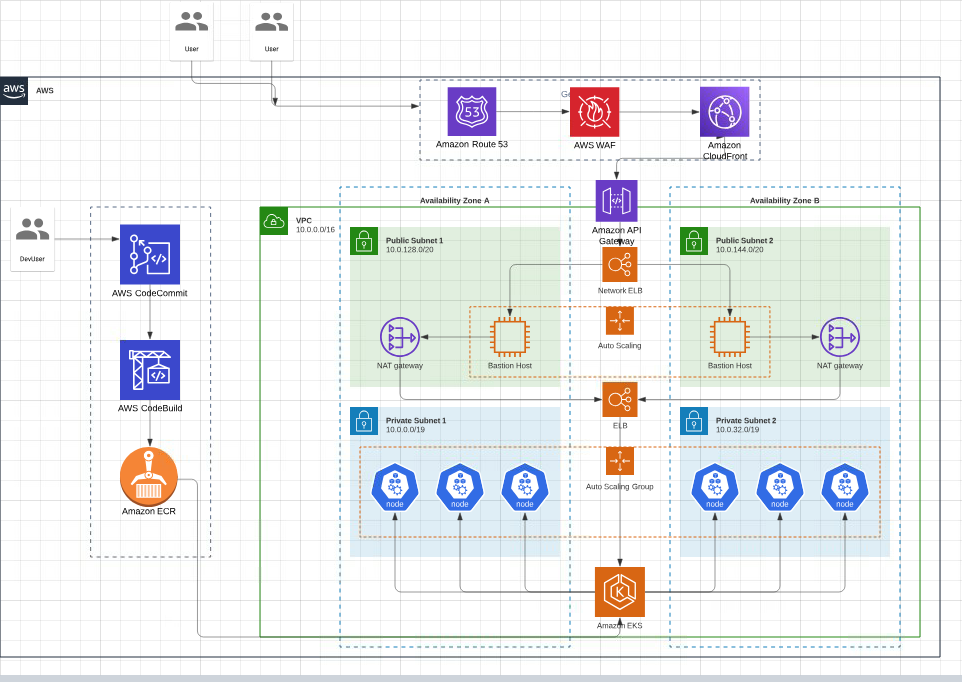 User
User
aws
AWS
53
Amazon Route 53
AWS WAF
Amazon
CloudFront
Availability Zone A
Availability Zone B
VPC
10.0.0.0/16
Amazon API
Gateway
Public Subnet 1
10.0.128.0/20
Public Subnet 2
10.0.144.0/20
DevUser
AWS CodeCommit
Network ELB
Auto Scaling
NAT gateway
Bastion Host
Bastion Host
NAT gateway
AWS CodeBuild
ELB
Private Subnet 1
10.0.0.0/19
Private Subnet 2
10.0.32.0/19
Auto Scaling Group
node
node
node
node
node
node
Amazon ECR
K
Amazon EKS